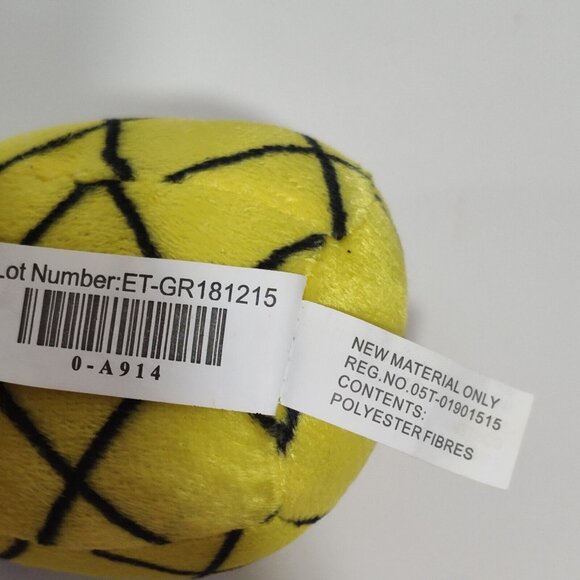 Lot Number:ET-GR181215
0-A914
NEW MATERIAL ONLY
REG.NO.05T-01901515
CONTENTS:
POLYESTER FIBRES